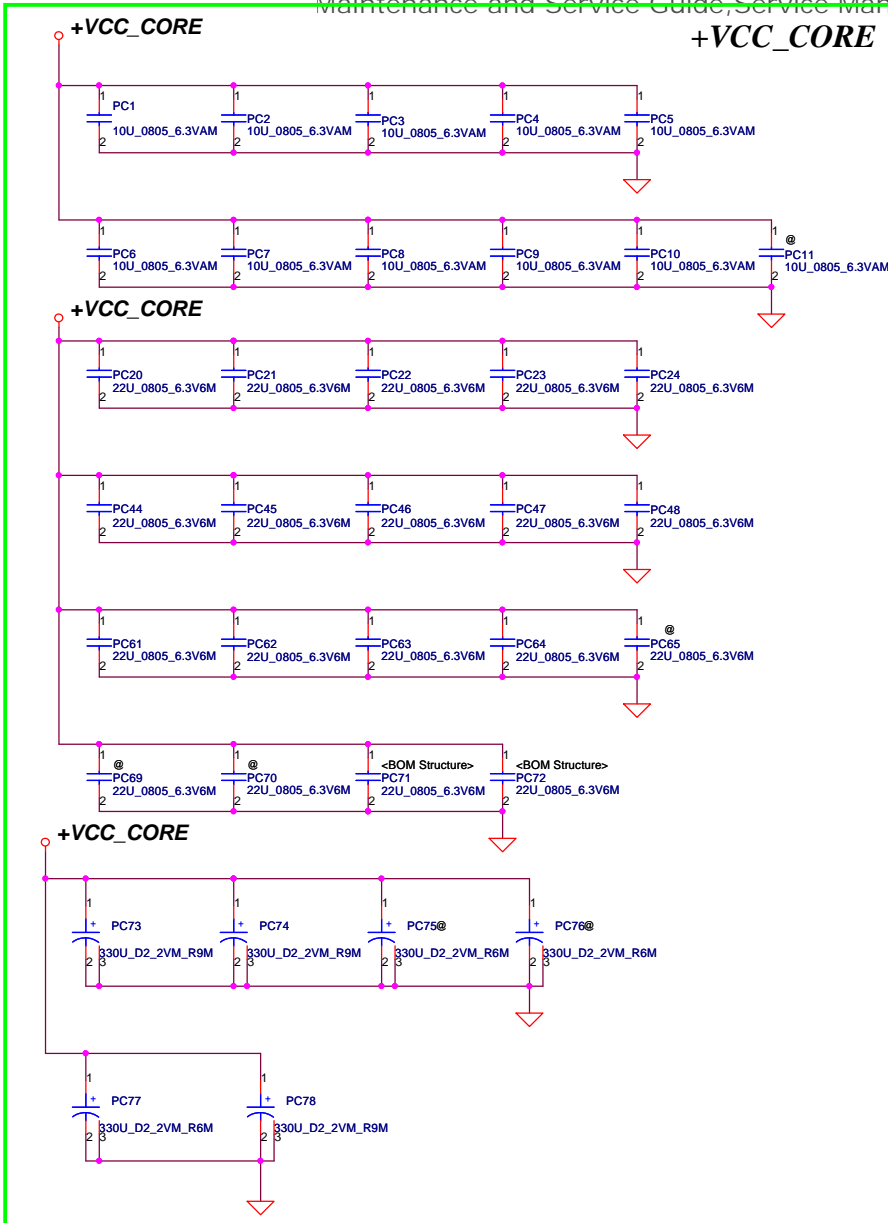 Maintenance and Service Guide,Service Man
+VCC_CORE
+VCC_CORE
1 1 1 1 1
PC1 PC2 PC3 PC4 PC5
10U_0805_6.3VAM 10U_0805_6.3VAM 10U_0805_6.3VAM 10U_0805_6.3VAM 10U_0805_6.3VAM
2 2 2 2 2
1 1 1 1 1 1 @
PC6 PC7 PC8 PC9 PC10 PC11
10U_0805_6.3VAM 10U_0805_6.3VAM 10U_0805_6.3VAM 10U_0805_6.3VAM 10U_0805_6.3VAM 10U_0805_6.3VAM
2 2 2 2 2 2
+VCC_CORE
1 1 1 1 1
PC20 PC21 PC22 PC23 PC24
22U_0805_6.3V6M 22U_0805_6.3V6M 22U_0805_6.3V6M 22U_0805_6.3V6M 22U_0805_6.3V6M
2 2 2 2 2
1 1 1 1 1
PC44 PC45 PC46 PC47 PC48
22U_0805_6.3V6M 22U_0805_6.3V6M 22U_0805_6.3V6M 22U_0805_6.3V6M 22U_0805_6.3V6M
2 2 2 2 2
1 1 1 1 1 @
PC61 PC62 PC63 PC64 PC65
22U_0805_6.3V6M 22U_0805_6.3V6M 22U_0805_6.3V6M 22U_0805_6.3V6M 22U_0805_6.3V6M
2 2 2 2 2
1 @ 1 @ 1 <BOM Structure> 1 <BOM Structure>
PC69 PC70 PC71 PC72
22U_0805_6.3V6M 22U_0805_6.3V6M 22U_0805_6.3V6M 22U_0805_6.3V6M
2 2 2 2
+VCC_CORE
1 1 1 1
+ PC73 + PC74 + PC75@ + PC76@
330U_D2_2VM_R9M 330U_D2_2VM_R9M 330U_D2_2VM_R6M 330U_D2_2VM_R6M
2 3 2 3 2 3 2 3
1 1
+ PC77 + PC78
330U_D2_2VM_R6M 330U_D2_2VM_R9M
2 3 2 3